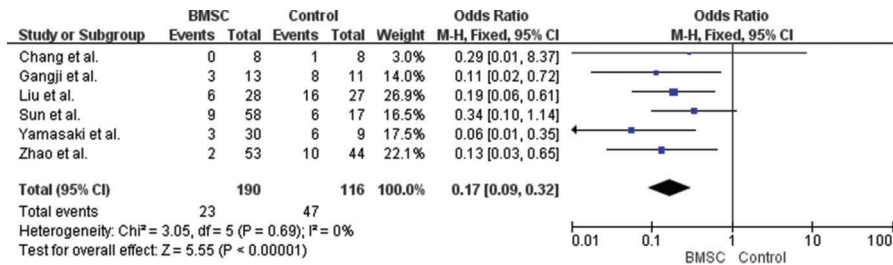 BMSC Control Odds Ratio Odds Ratio
Study or Subgroup Events Total Events Total Weight M-H, Fixed, 95% CI M-H, Fixed, 95% CI
Chang et al. 0 8 1 8 3.0% 0.29 [0.01, 8.37]
Gangji et al. 3 13 8 11 14.0% 0.11 [0.02, 0.72]
Liu et al. 6 28 16 27 26.9% 0.19 [0.06, 0.61]
Sun et al. 9 58 6 17 16.5% 0.34 [0.10, 1.14]
Yamasaki et al. 3 30 6 9 17.5% 0.06 [0.01, 0.35]
Zhao et al. 2 53 10 44 22.1% 0.13 [0.03, 0.65]
Total (95% CI) 190 116 100.0% 0.17 [0.09, 0.32]
Total events 23 47
Heterogeneity: Chi² = 3.05, df = 5 (P = 0.69); I² = 0%
Test for overall effect: Z = 5.55 (P < 0.00001)
0.01 0.1 1 10 100
BMSC Control